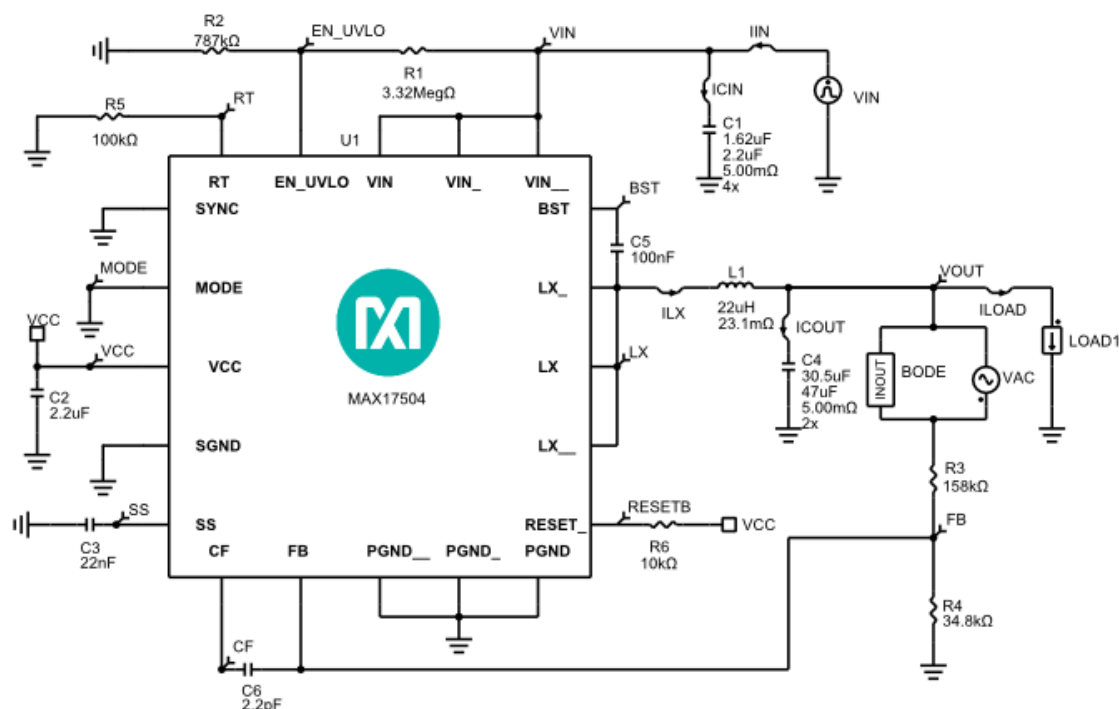 R2
787kΩ
EN_UVLO
VIN
IIN
R1
3.32MegΩ
ICIN
VIN
R5
100kΩ
RT
U1
C1
1.62uF
2.2uF
5.00mΩ
4x
RT
EN_UVLO
VIN
VIN_
VIN__
SYNC
BST
BST
C5
100nF
MODE
MODE
LX_
ILX
L1
22uH
23.1mΩ
VOUT
ILOAD
LOAD1
ICOUT
C4
30.5uF
47uF
5.00mΩ
2x
INOUT
BODE
VAC
VCC
VCC
VCC
C2
2.2uF
MAX17504
LX
LX
SGND
LX__
R3
158kΩ
SS
C3
22nF
SS
RESET_
RESETB
R6
10kΩ
VCC
FB
CF
FB
PGND__
PGND_
PGND
R4
34.8kΩ
CF
C6
2.2pF